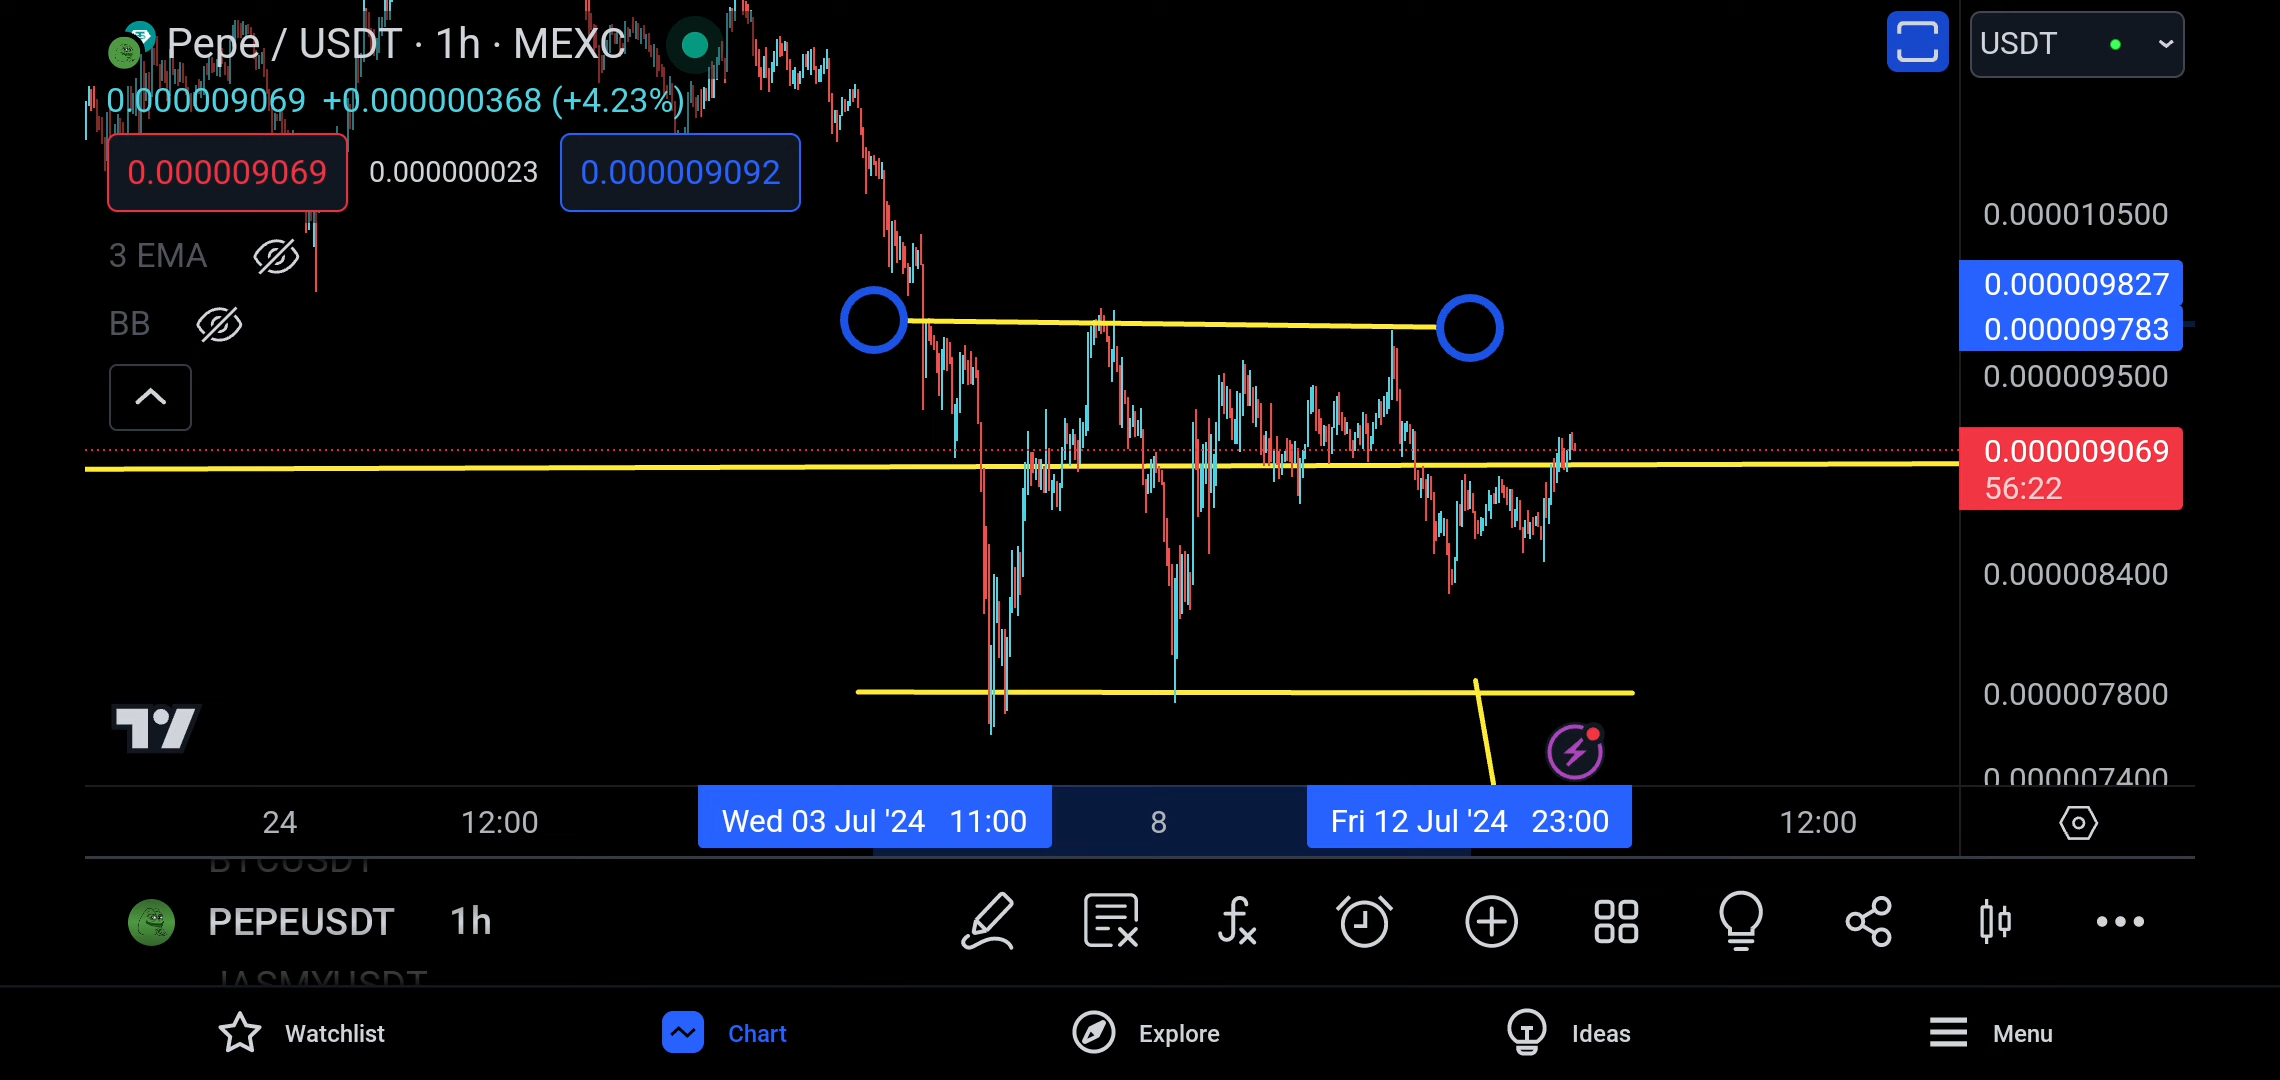 Pepe / USDT · 1h · MEXC
USDT
0.000009069 +0.000000368 (+4.23%)
0.000009069 0.000000023 0.000009092
3 EMA
BB
0.000010500
0.000009827
0.000009783
0.000009500
0.000009069
56:22
0.000008400
0.000007800
0.000007400
24 12:00 Wed 03 Jul '24 11:00 8 Fri 12 Jul '24 23:00 12:00
BTCUSDT
PEPEUSDT 1h
JASMYUSDT
Watchlist Chart Explore Ideas Menu